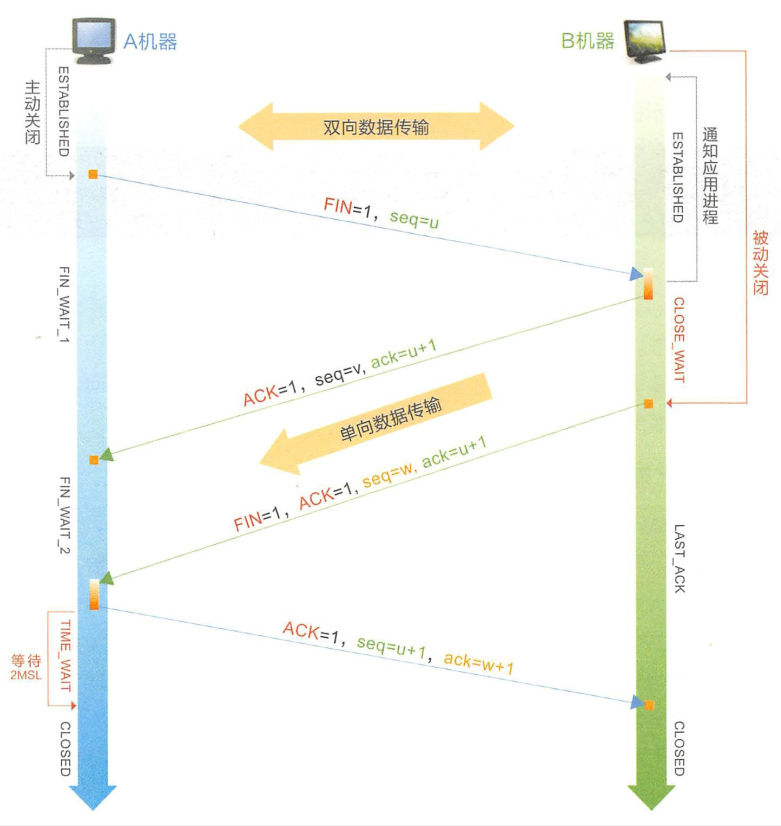 A机器
B机器
主动关闭
ESTABLISHED
双向数据传输
ESTABLISHED
通知应用进程
FIN=1, seq=u
被动关闭
FIN_WAIT_1
CLOSE_WAIT
ACK=1, seq=v, ack=u+1
单向数据传输
FIN=1, ACK=1, seq=w, ack=u+1
FIN_WAIT_2
LAST_ACK
ACK=1, seq=u+1, ack=w+1
等待
2MSL
TIME_WAIT
CLOSED
CLOSED